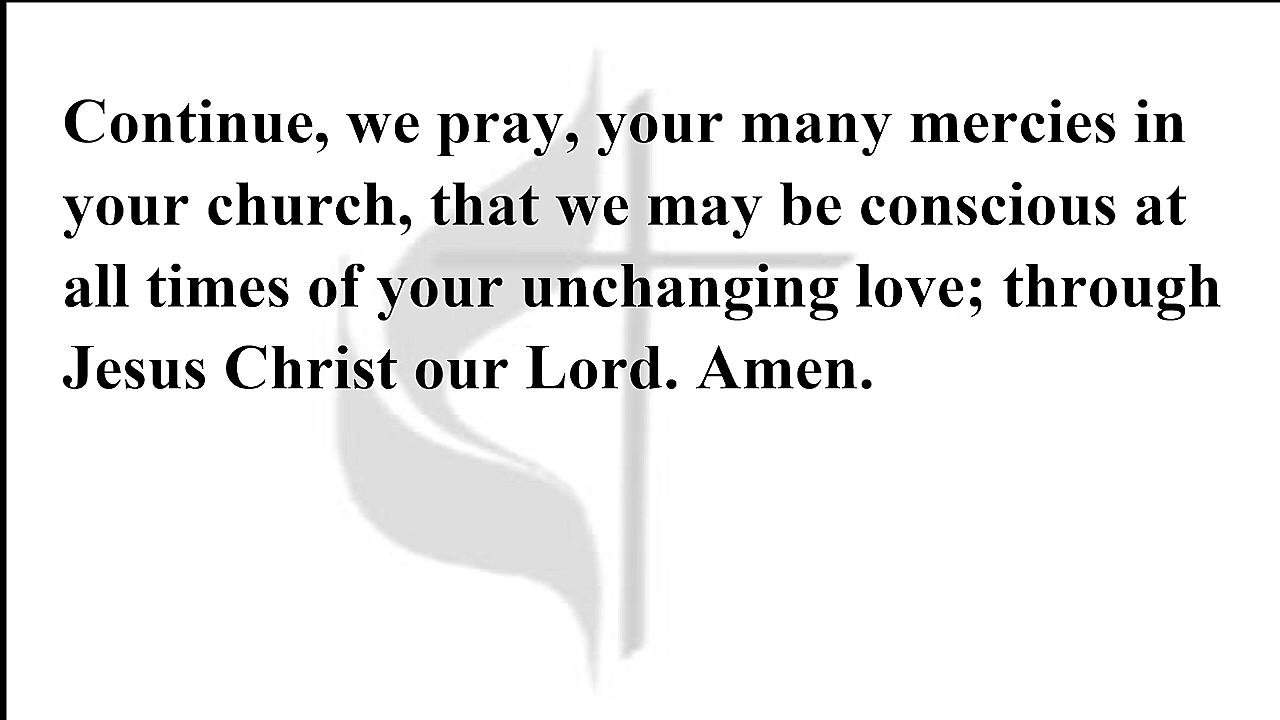 Continue, we pray, your many mercies in
your church, that we may be conscious at
all times of your unchanging love; through
Jesus Christ our Lord. Amen.